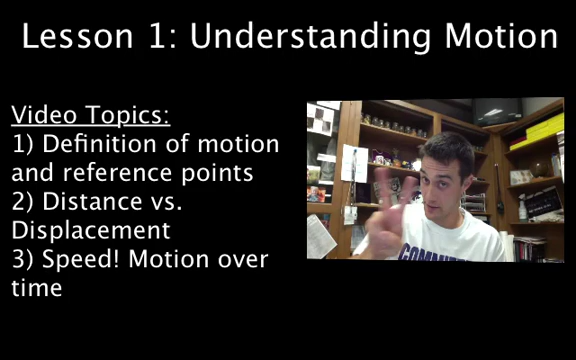 Lesson 1: Understanding Motion
Video Topics:
1) Definition of motion
and reference points
2) Distance vs.
Displacement
3) Speed! Motion over
time